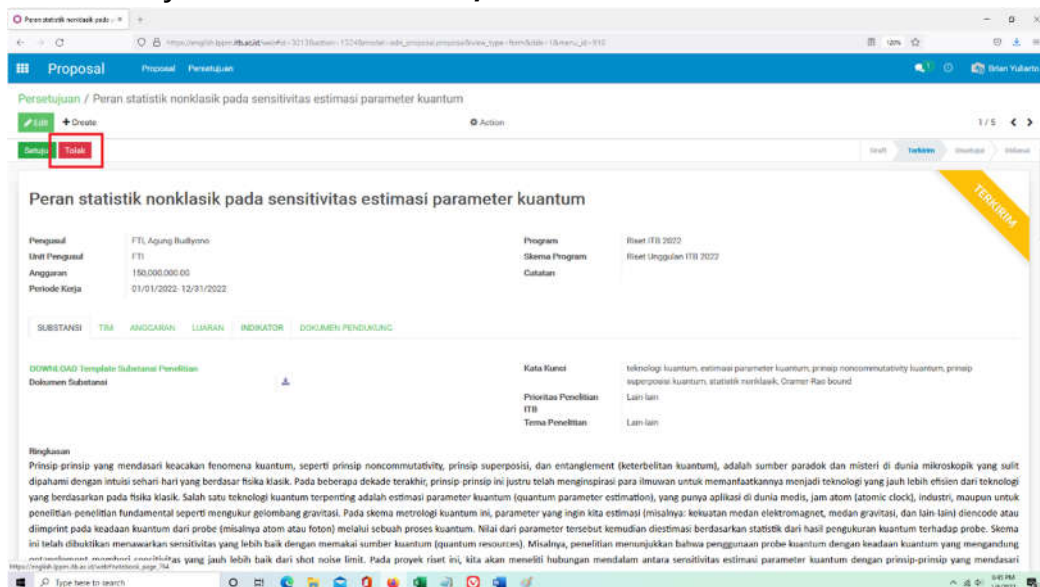 Peran statistik nonklasik pada
Proposal
Proposal Persetujuan
Brian Yuliarto
Persetujuan / Peran statistik nonklasik pada sensitivitas estimasi parameter kuantum
Edit + Create
Action
1 / 5
Setujui Tolak
Draft Terkirim Disetujui
Peran statistik nonklasik pada sensitivitas estimasi parameter kuantum
TERKIRIM
Pengusul FTI, Agung Budiyono
Unit Pengusul FTI
Anggaran 150,000,000.00
Periode Kerja 01/01/2022-12/31/2022
Program Riset ITB 2022
Skema Program Riset Unggulan ITB 2022
Catatan
SUBSTANSI TIM ANGGARAN LUARAN INDIKATOR DOKUMEN PENDUKUNG
DOWNLOAD Template Substansi Penelitian
Dokumen Substansi
Kata Kunci teknologi kuantum, estimasi parameter kuantum, prinsip noncommutativity kuantum, prinsip
superposisi kuantum, statistik nonklasik, Cramer-Rao bound
Prioritas Penelitian Lain-lain
ITB
Tema Penelitian Lain-lain
Ringkasan
Prinsip-prinsip yang mendasari keacakan fenomena kuantum, seperti prinsip noncommutativity, prinsip superposisi, dan entanglement (keterbelitan kuantum), adalah sumber paradok dan misteri di dunia mikroskopik yang sulit
dipahami dengan intuisi sehari-hari yang berdasar fisika klasik. Pada beberapa dekade terakhir, prinsip-prinsip ini justru telah menginspirasi para ilmuwan untuk memanfaatkannya menjadi teknologi yang jauh lebih efisien dari teknologi
yang berdasarkan pada fisika klasik. Salah satu teknologi kuantum terpenting adalah estimasi parameter kuantum (quantum parameter estimation), yang punya aplikasi di dunia medis, jam atom (atomic clock), industri, maupun untuk
penelitian-penelitian fundamental seperti mengukur gelombang gravitasi. Pada skema metrologi kuantum ini, parameter yang ingin kita estimasi (misalnya: kekuatan medan elektromagnet, medan gravitasi, dan lain-lain) diencode atau
diimprint pada keadaan kuantum dari probe (misalnya atom atau foton) melalui sebuah proses kuantum. Nilai dari parameter tersebut kemudian diestimasi berdasarkan statistik dari hasil pengukuran kuantum terhadap probe. Skema
ini telah dibuktikan menawarkan sensitivitas yang lebih baik dengan memakai sumber kuantum (quantum resources). Misalnya, penelitian menunjukkan bahwa penggunaan probe kuantum dengan keadaan kuantum yang mengandung
entanglement memberi sensitivitas yang jauh lebih baik dari shot noise limit. Pada proyek riset ini, kita akan meneliti hubungan mendalam antara sensitivitas estimasi parameter kuantum dengan prinsip-prinsip yang mendasari
Type here to search